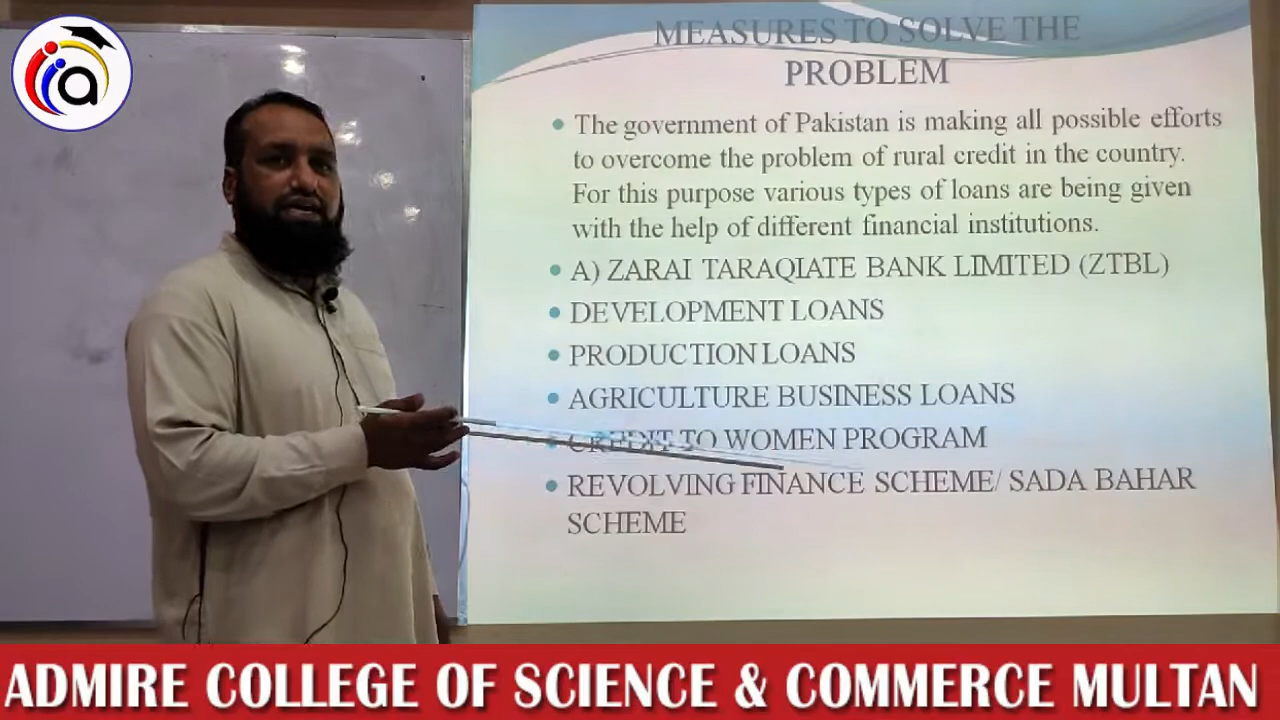 MEASURES TO SOLVE THE
PROBLEM
• The government of Pakistan is making all possible efforts
to overcome the problem of rural credit in the country.
For this purpose various types of loans are being given
with the help of different financial institutions.
• A) ZARAI TARAQIATE BANK LIMITED (ZTBL)
• DEVELOPMENT LOANS
• PRODUCTION LOANS
• AGRICULTURE BUSINESS LOANS
• CREDIT TO WOMEN PROGRAM
• REVOLVING FINANCE SCHEME/ SADA BAHAR
SCHEME
a
ADMIRE COLLEGE OF SCIENCE & COMMERCE MULTAN